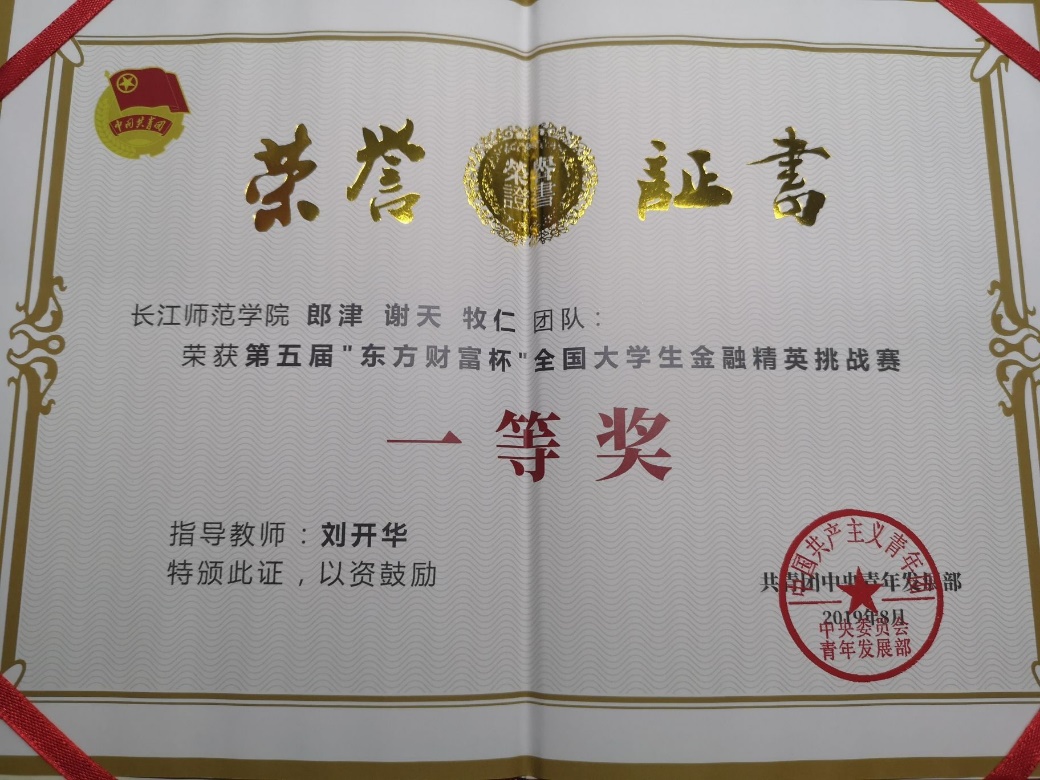 中国共青团
荣誉证书
荣誉
證書
长江师范学院 郎津 谢天 牧仁 团队：
荣获第五届"东方财富杯"全国大学生金融精英挑战赛
一等奖
指导教师：刘开华
特颁此证，以资鼓励
共青团中央青年发展部
2019年8月
中国共产主义青年团
中央委员会
青年发展部